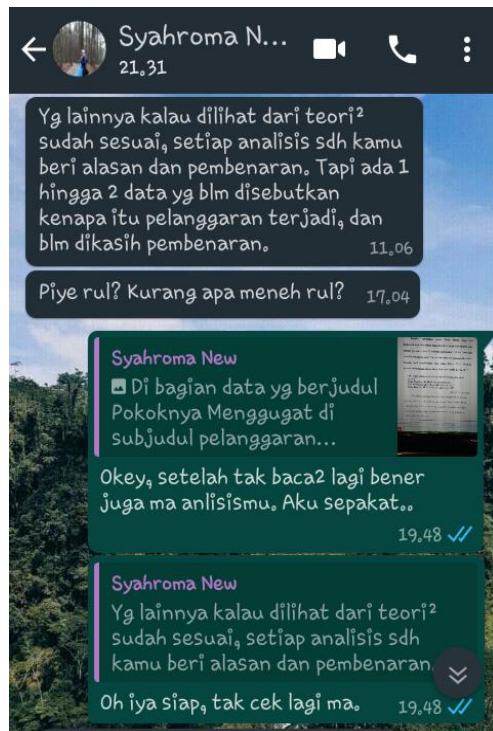 Syahroma N...
21.31
Yg lainnya kalau dilihat dari teori²
sudah sesuai, setiap analisis sdh kamu
beri alasan dan pembenaran. Tapi ada 1
hingga 2 data yg blm disebutkan
kenapa itu pelanggaran terjadi, dan
blm dikasih pembenaran.
11.06
Piye rul? Kurang apa meneh rul? 17.04
Syahroma New
Di bagian data yg berjudul
Pokoknya Menggugat di
subjudul pelanggaran...
Okey, setelah tak baca2 lagi bener
juga ma anlisismu. Aku sepakat..
19.48
Syahroma New
Yg lainnya kalau dilihat dari teori²
sudah sesuai, setiap analisis sdh
kamu beri alasan dan pembenaran.
Oh iya siap, tak cek lagi ma. 19.48